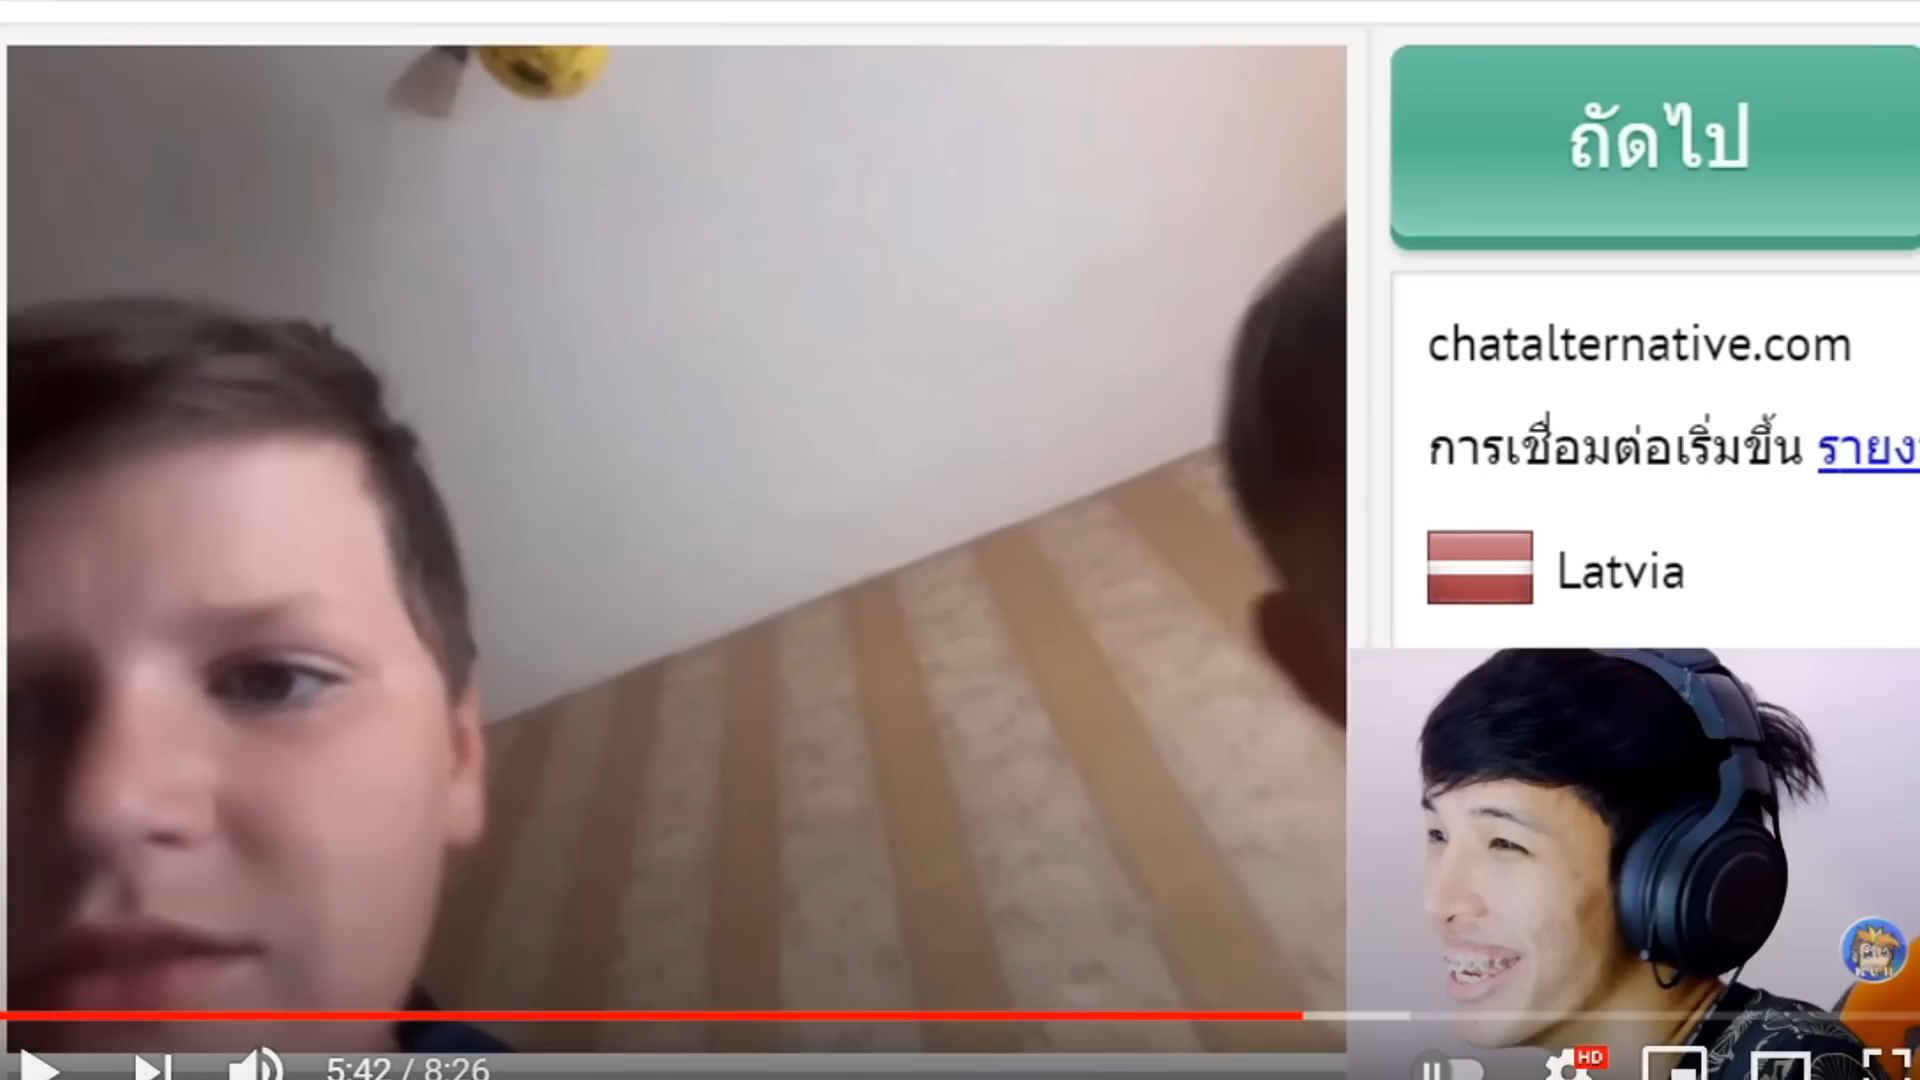 ถัดไป
chatalternative.com
การเชื่อมต่อเริ่มขึ้น
Latvia
5:42 / 8:26
HD